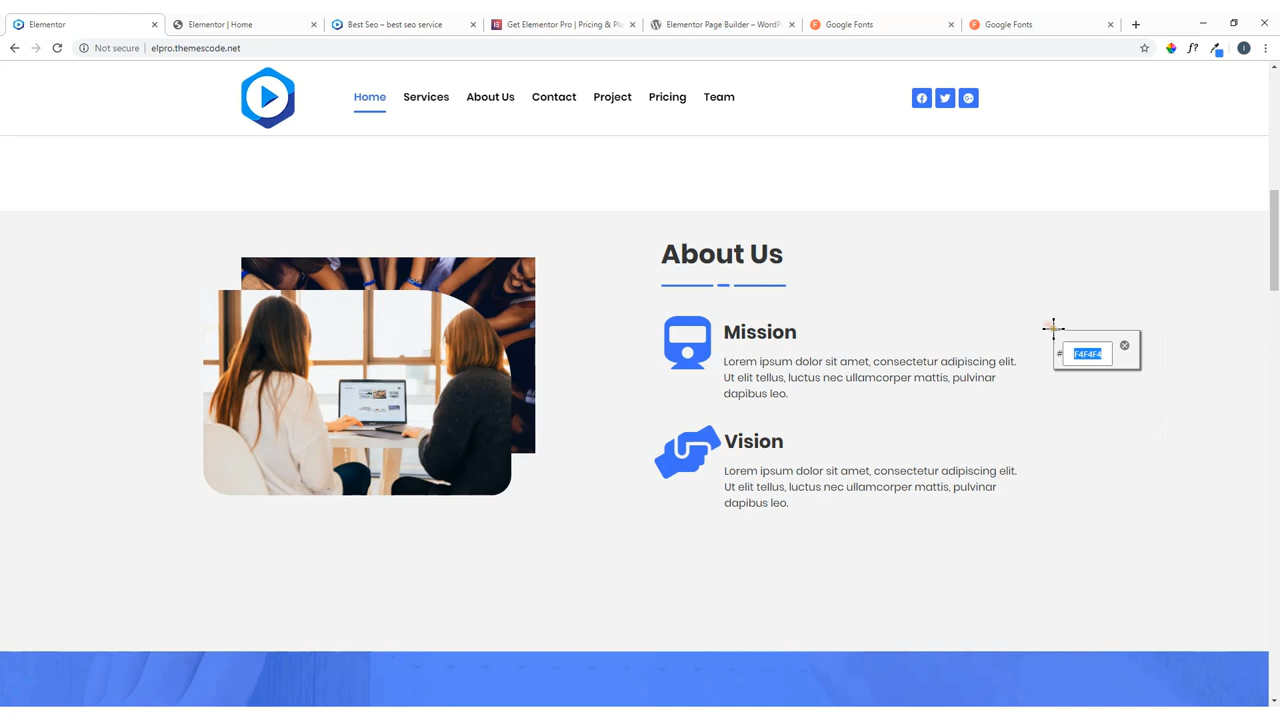 Elementor
Elementor | Home
Best Seo – best seo service
Get Elementor Pro | Pricing & Pl
Elementor Page Builder – WordP
Google Fonts
Google Fonts
Not secure
elpro.themescode.net
f?
I
Home
Services
About Us
Contact
Project
Pricing
Team
About Us
Mission
Lorem ipsum dolor sit amet, consectetur adipiscing elit.
Ut elit tellus, luctus nec ullamcorper mattis, pulvinar
dapibus leo.
# F4F4F4
Vision
Lorem ipsum dolor sit amet, consectetur adipiscing elit.
Ut elit tellus, luctus nec ullamcorper mattis, pulvinar
dapibus leo.